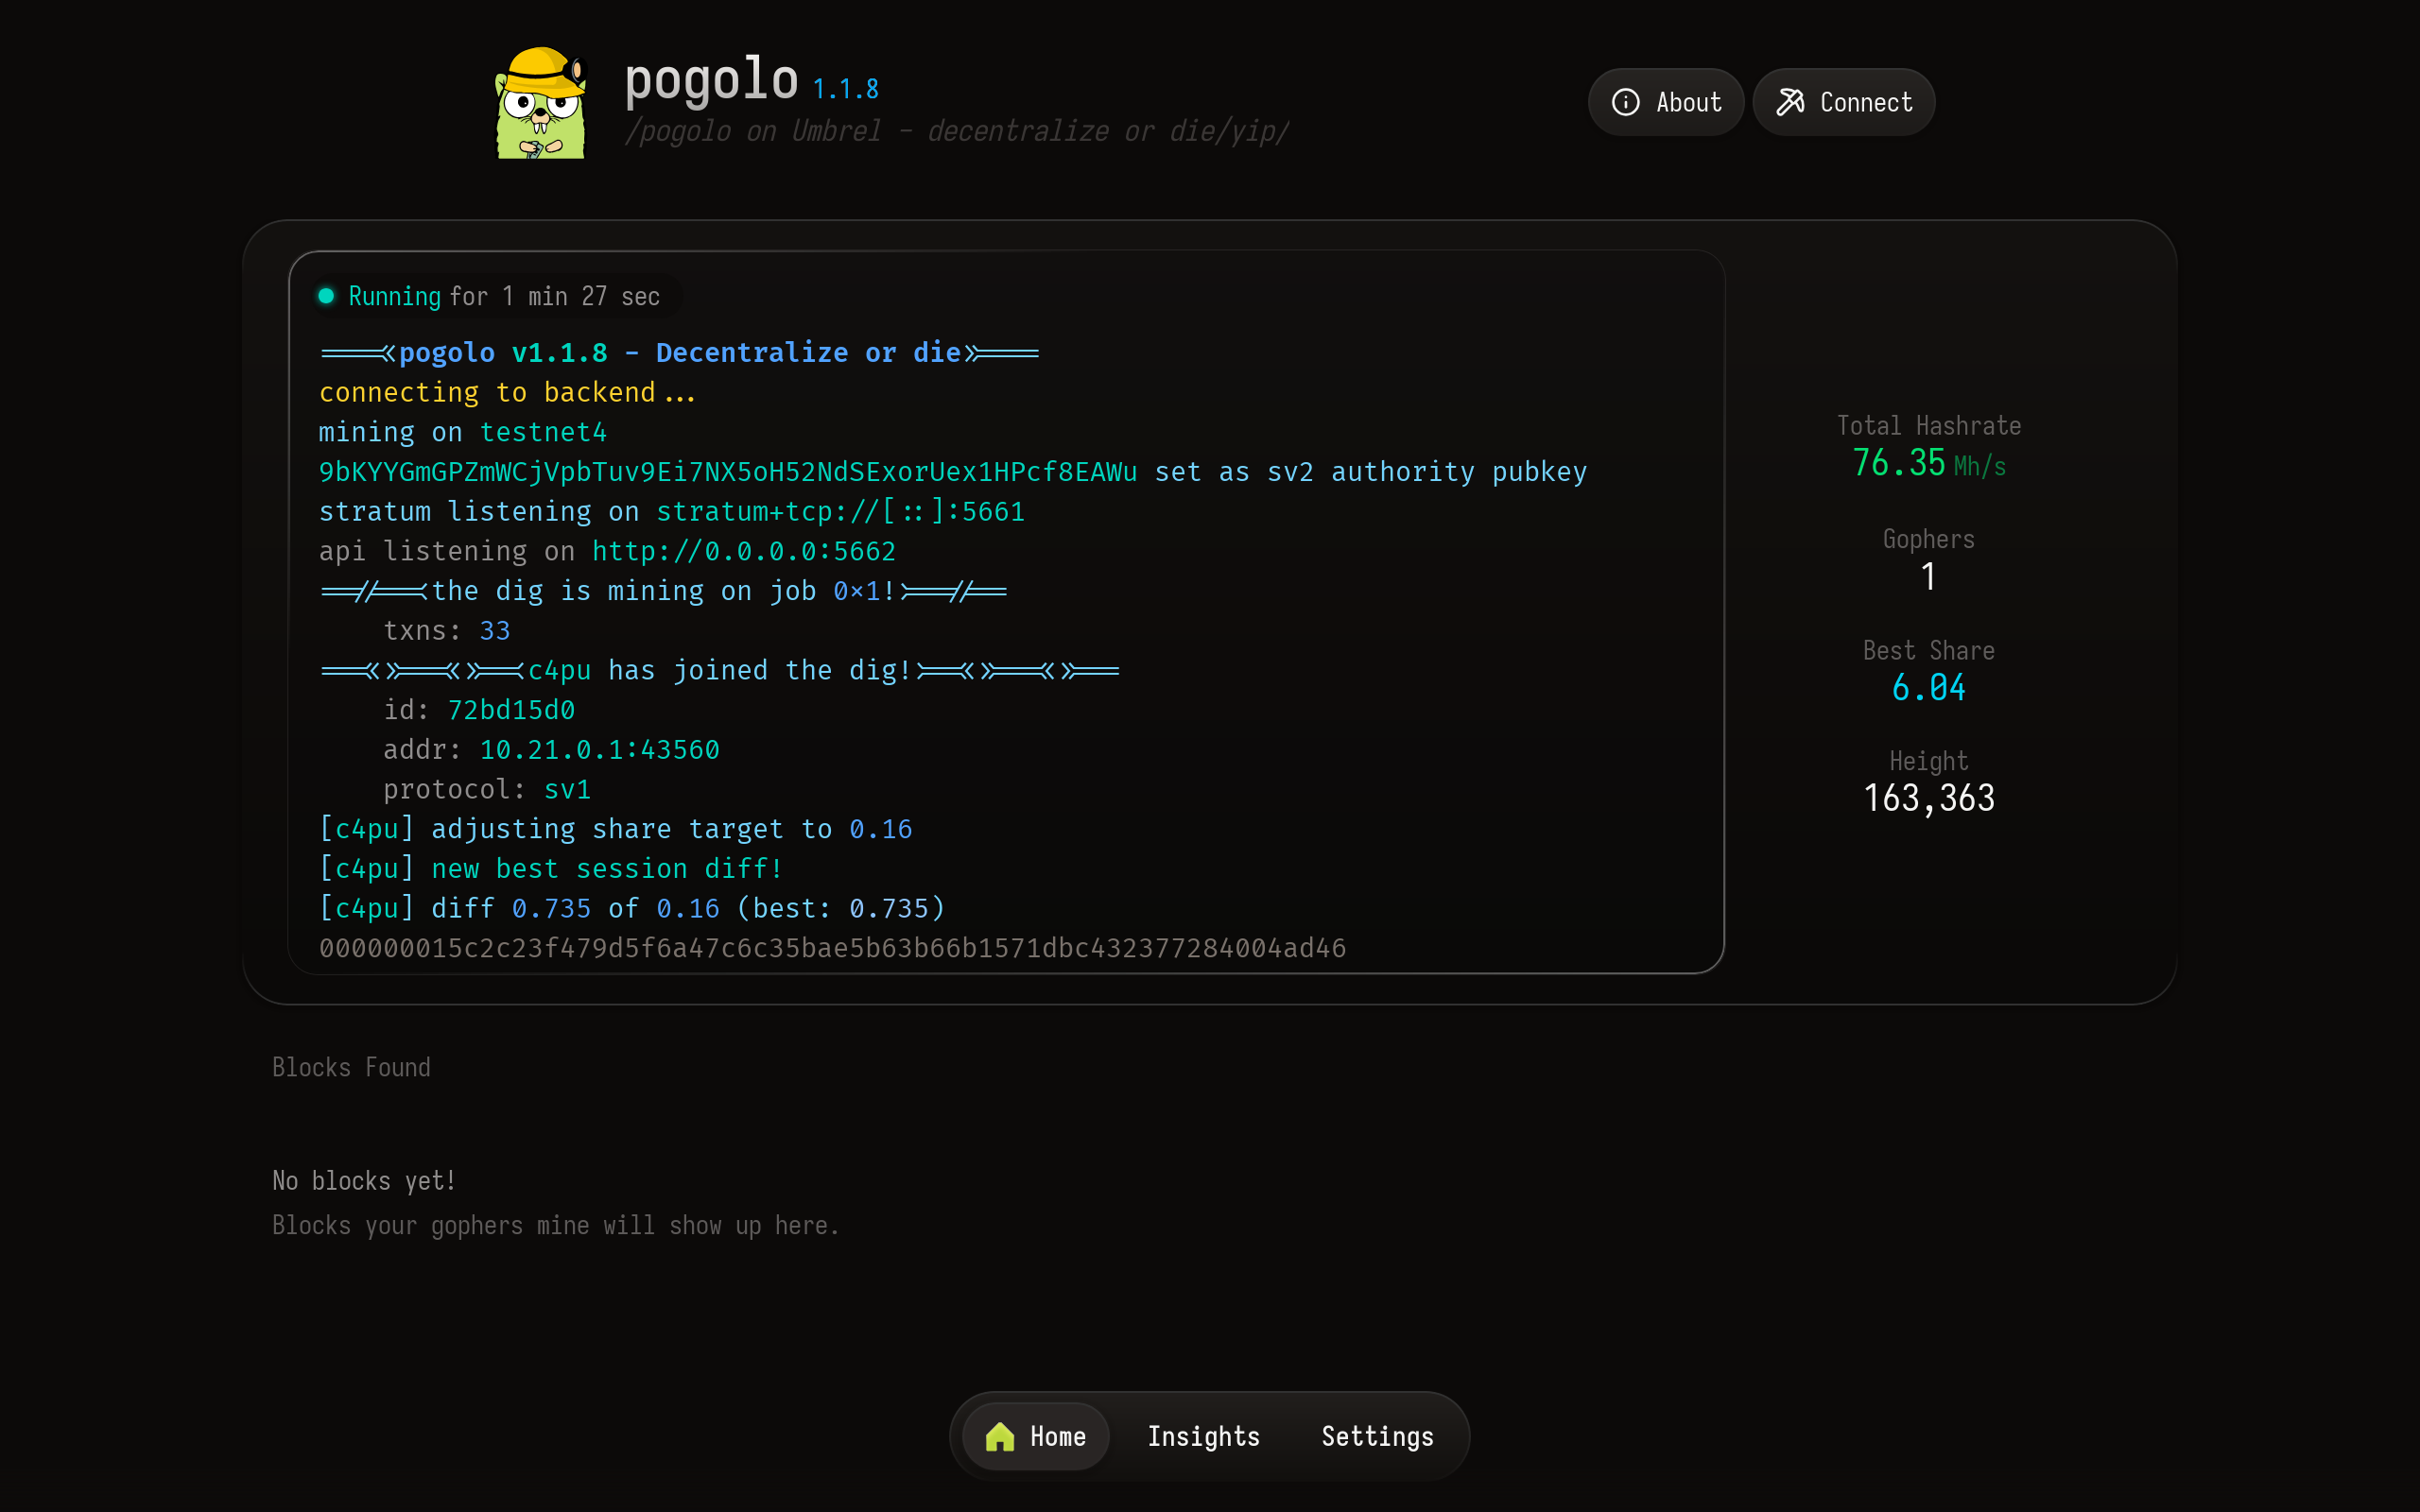 pogolo 1.1.8
/pogolo on Umbrel - decentralize or die/yip/
About
Connect
Running for 1 min 27 sec
====<<pogolo v1.1.8 - Decentralize or die>>====
connecting to backend...
mining on testnet4
9bKYYGmGPZmWCjVpbTuv9Ei7NX5oH52NdSExorUex1HPcf8EAWu set as sv2 authority pubkey
stratum listening on stratum+tcp://[::]:5661
api listening on http://0.0.0.0:5662
==//===<the dig is mining on job 0x1!>===//==
txns: 33
===<<>>===<<>>===<c4pu has joined the dig!>===<<>>===<<>>===
id: 72bd15d0
addr: 10.21.0.1:43560
protocol: sv1
[c4pu] adjusting share target to 0.16
[c4pu] new best session diff!
[c4pu] diff 0.735 of 0.16 (best: 0.735)
000000015c2c23f479d5f6a47c6c35bae5b63b66b1571dbc432377284004ad46
Total Hashrate
76.35 Mh/s
Gophers
1
Best Share
6.04
Height
163,363
Blocks Found
No blocks yet!
Blocks your gophers mine will show up here.
Home
Insights
Settings